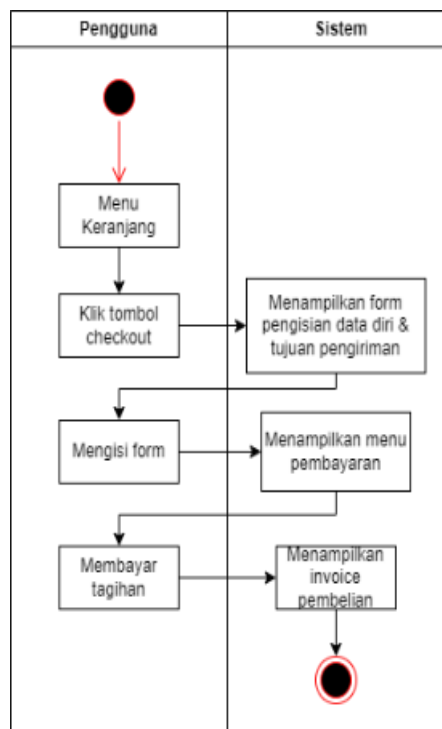 Pengguna
Sistem
Menu
Keranjang
Klik tombol
checkout
Menampilkan form
pengisian data diri &
tujuan pengiriman
Mengisi form
Menampilkan menu
pembayaran
Membayar
tagihan
Menampilkan
invoice
pembelian